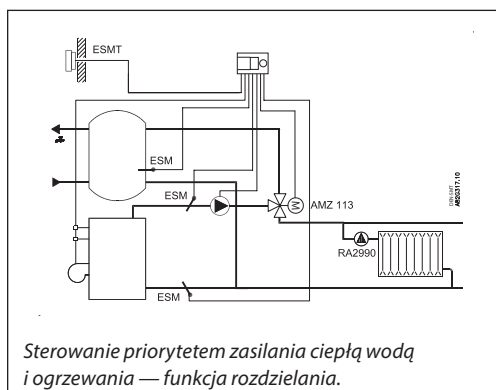 ESMT
ESM
ESM
AMZ 113
M
RA2990
ESM
Sterowanie priorytetem zasilania ciepłą wodą
i ogrzewania — funkcja rozdzielania.